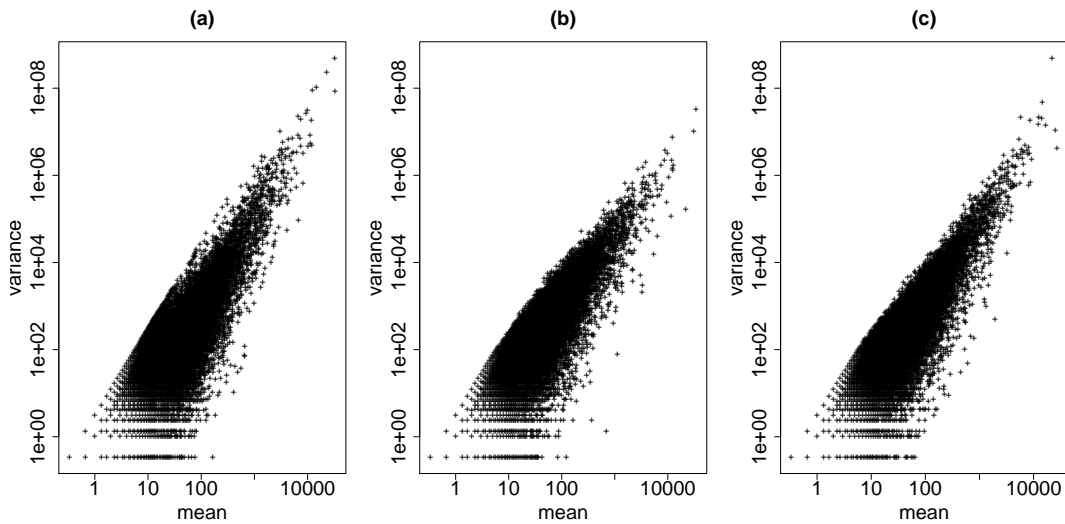 (a) (b) (c)
1e+08 1e+08 1e+08
1e+06 1e+06 1e+06
variance variance variance
1e+04 1e+04 1e+04
1e+02 1e+02 1e+02
1e+00 1e+00 1e+00
1 10 100 10000 1 10 100 10000 1 10 100 10000
mean mean mean